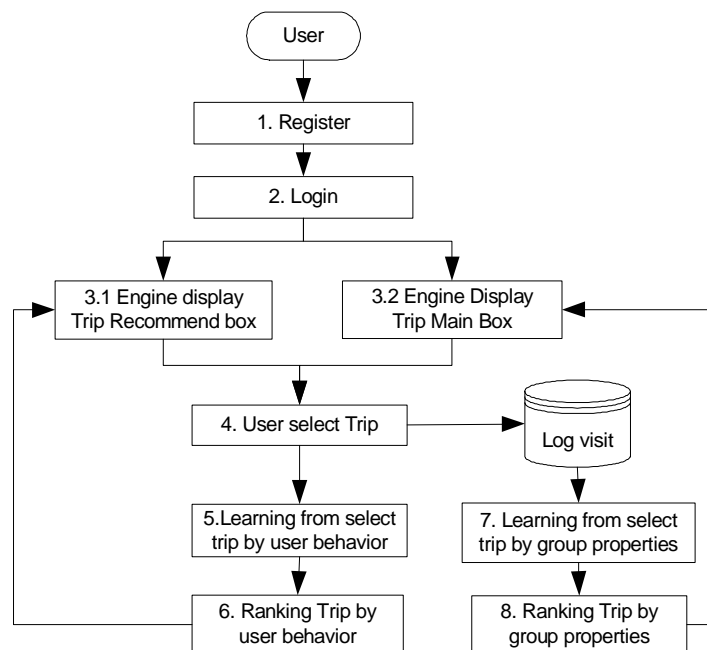 User
1. Register
2. Login
3.1 Engine display
Trip Recommend box
3.2 Engine Display
Trip Main Box
4. User select Trip
Log visit
5.Learning from select
trip by user behavior
7. Learning from select
trip by group properties
6. Ranking Trip by
user behavior
8. Ranking Trip by
group properties